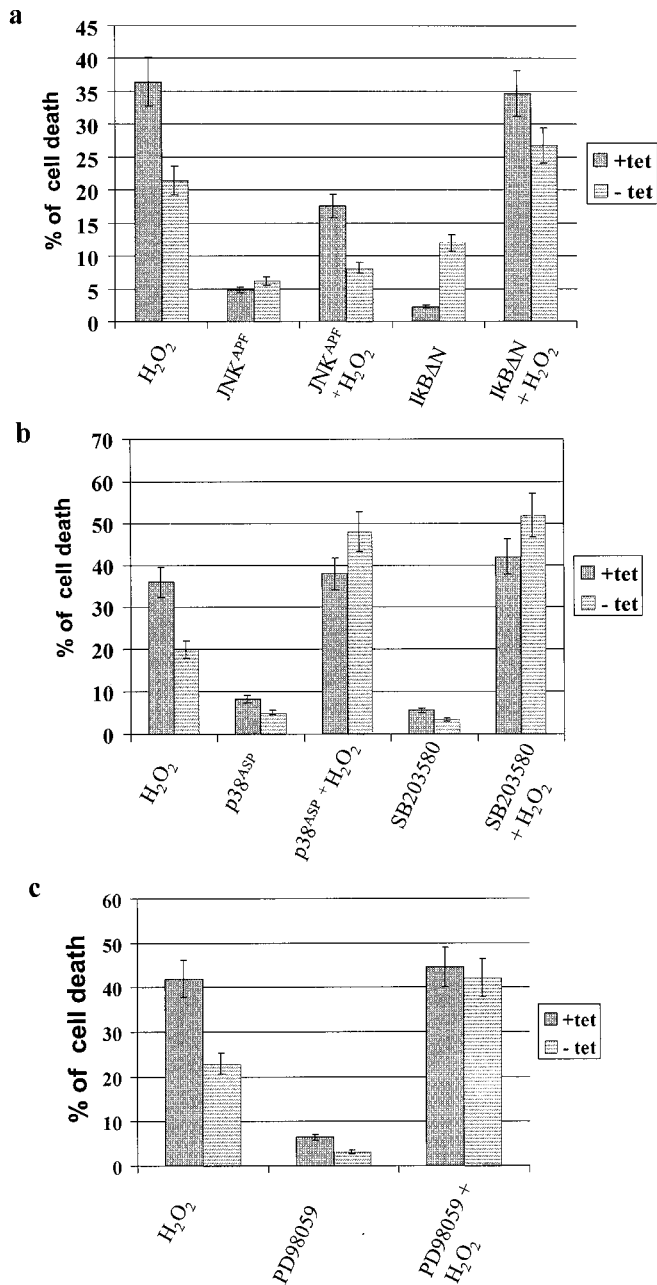 a
% of cell death
45
40
35
30
25
20
15
10
5
0
H₂O₂
JNKᴬᴾF
JNKᴬᴾF
+ H₂O₂
IkBΔN
IkBΔN
+ H₂O₂
+tet
- tet
b
% of cell death
70
60
50
40
30
20
10
0
H₂O₂
p38ASP
p38ASP + H₂O₂
SB203580
SB203580
+ H₂O₂
+tet
- tet
c
% of cell death
60
50
40
30
20
10
0
H₂O₂
PD98059
PD98059 +
H₂O₂
+tet
- tet